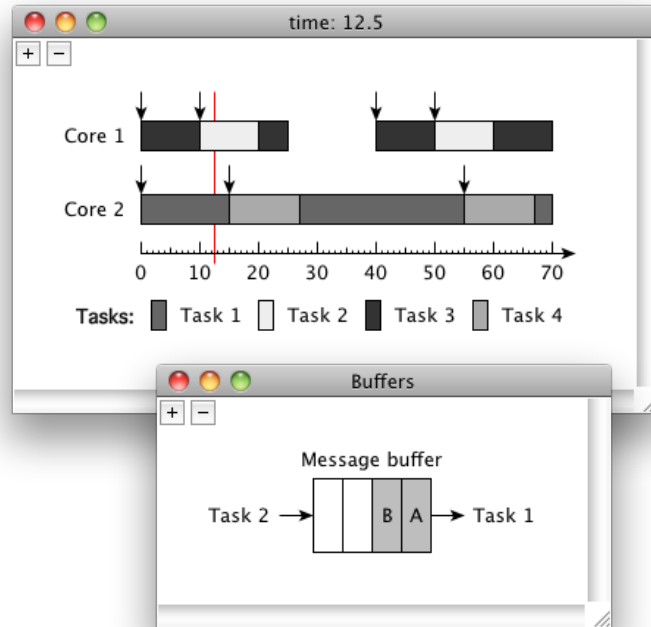 time: 12.5
+ −
Core 1
Core 2
0 10 20 30 40 50 60 70
Tasks: Task 1 Task 2 Task 3 Task 4
Buffers
+ −
Message buffer
Task 2 B A Task 1